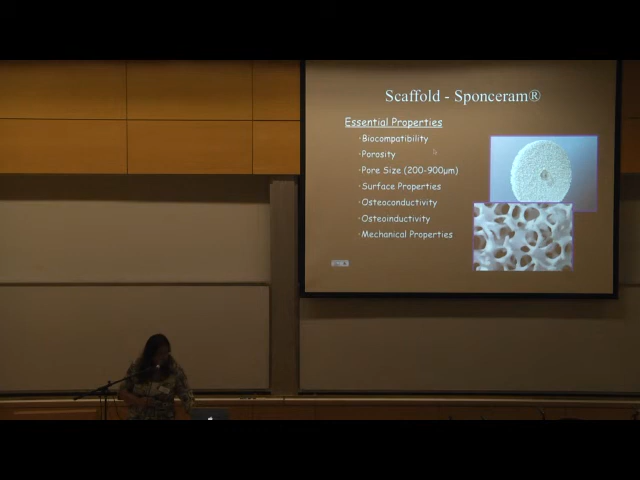 Scaffold - Sponceram®
Essential Properties
·Biocompatibility
·Porosity
·Pore Size (200-900µm)
·Surface Properties
·Osteoconductivity
·Osteoinductivity
·Mechanical Properties